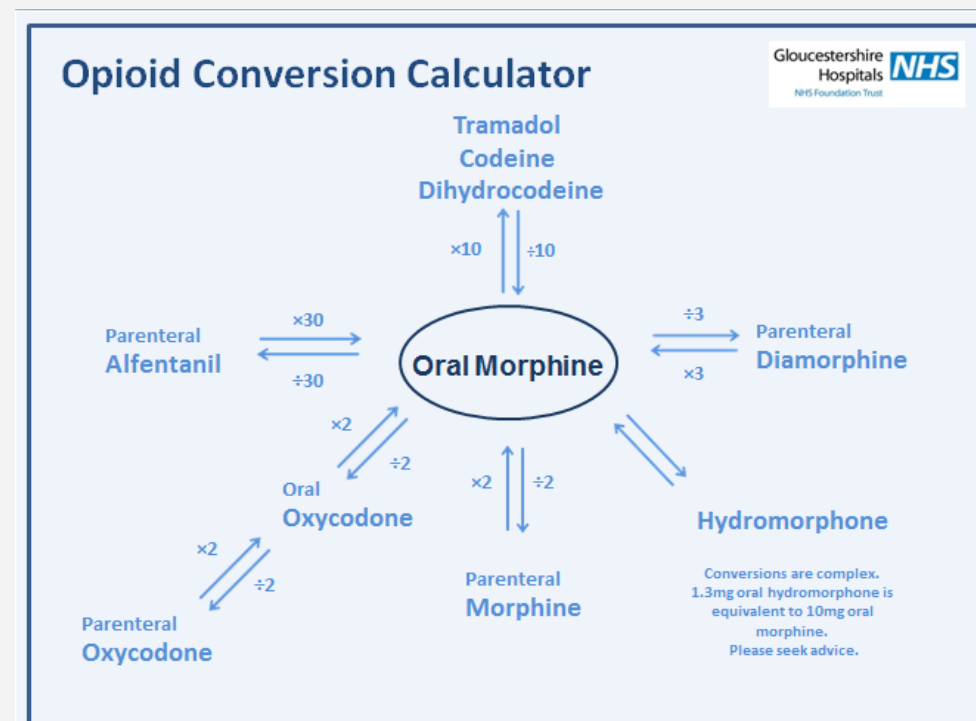 Opioid Conversion Calculator
Gloucestershire
Hospitals
NHS
NHS Foundation Trust
Tramadol
Codeine
Dihydrocodeine
×10
÷10
Parenteral
Alfentanil
×30
÷30
Oral Morphine
÷3
×3
Parenteral
Diamorphine
×2
÷2
Oral
Oxycodone
×2
÷2
Parenteral
Oxycodone
×2
÷2
Parenteral
Morphine
Hydromorphone
Conversions are complex.
1.3mg oral hydromorphone is
equivalent to 10mg oral
morphine.
Please seek advice.